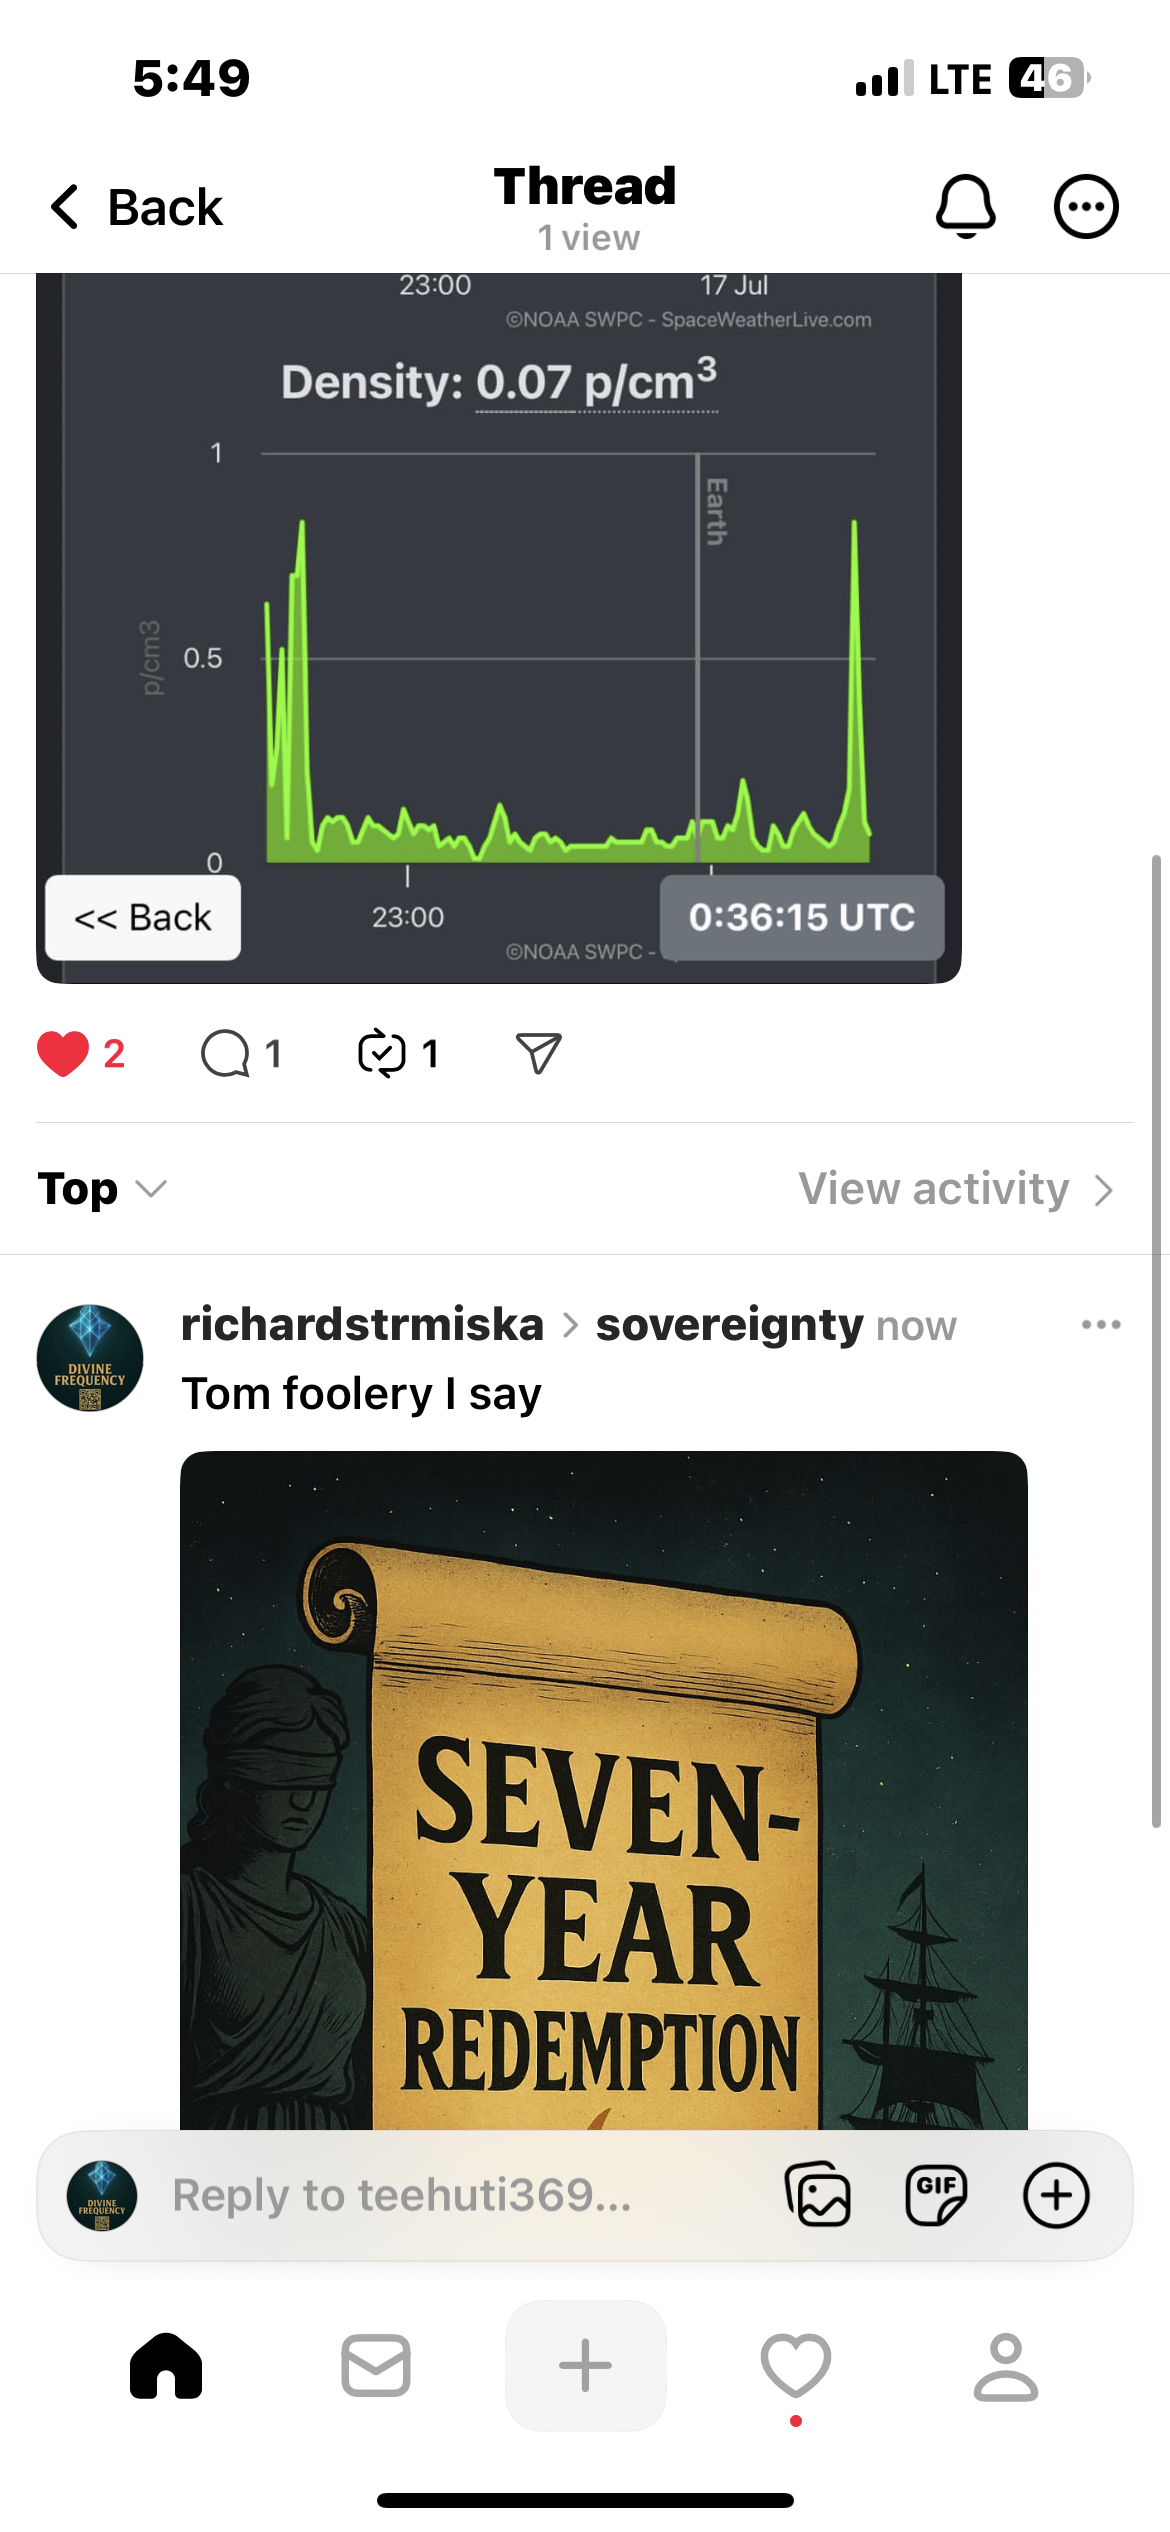 5:49
LTE 46
Back
Thread
1 view
23:00 17 Jul
©NOAA SWPC - SpaceWeatherLive.com
Density: 0.07 p/cm³
1
Earth
p/cm3
0.5
0
<< Back
23:00
0:36:15 UTC
©NOAA SWPC -
2 1 1
Top
View activity
richardstrmiska > sovereignty now
DIVINE
FREQUENCY
Tom foolery I say
SEVEN-
YEAR
REDEMPTION
DIVINE
FREQUENCY
Reply to teehuti369...
GIF